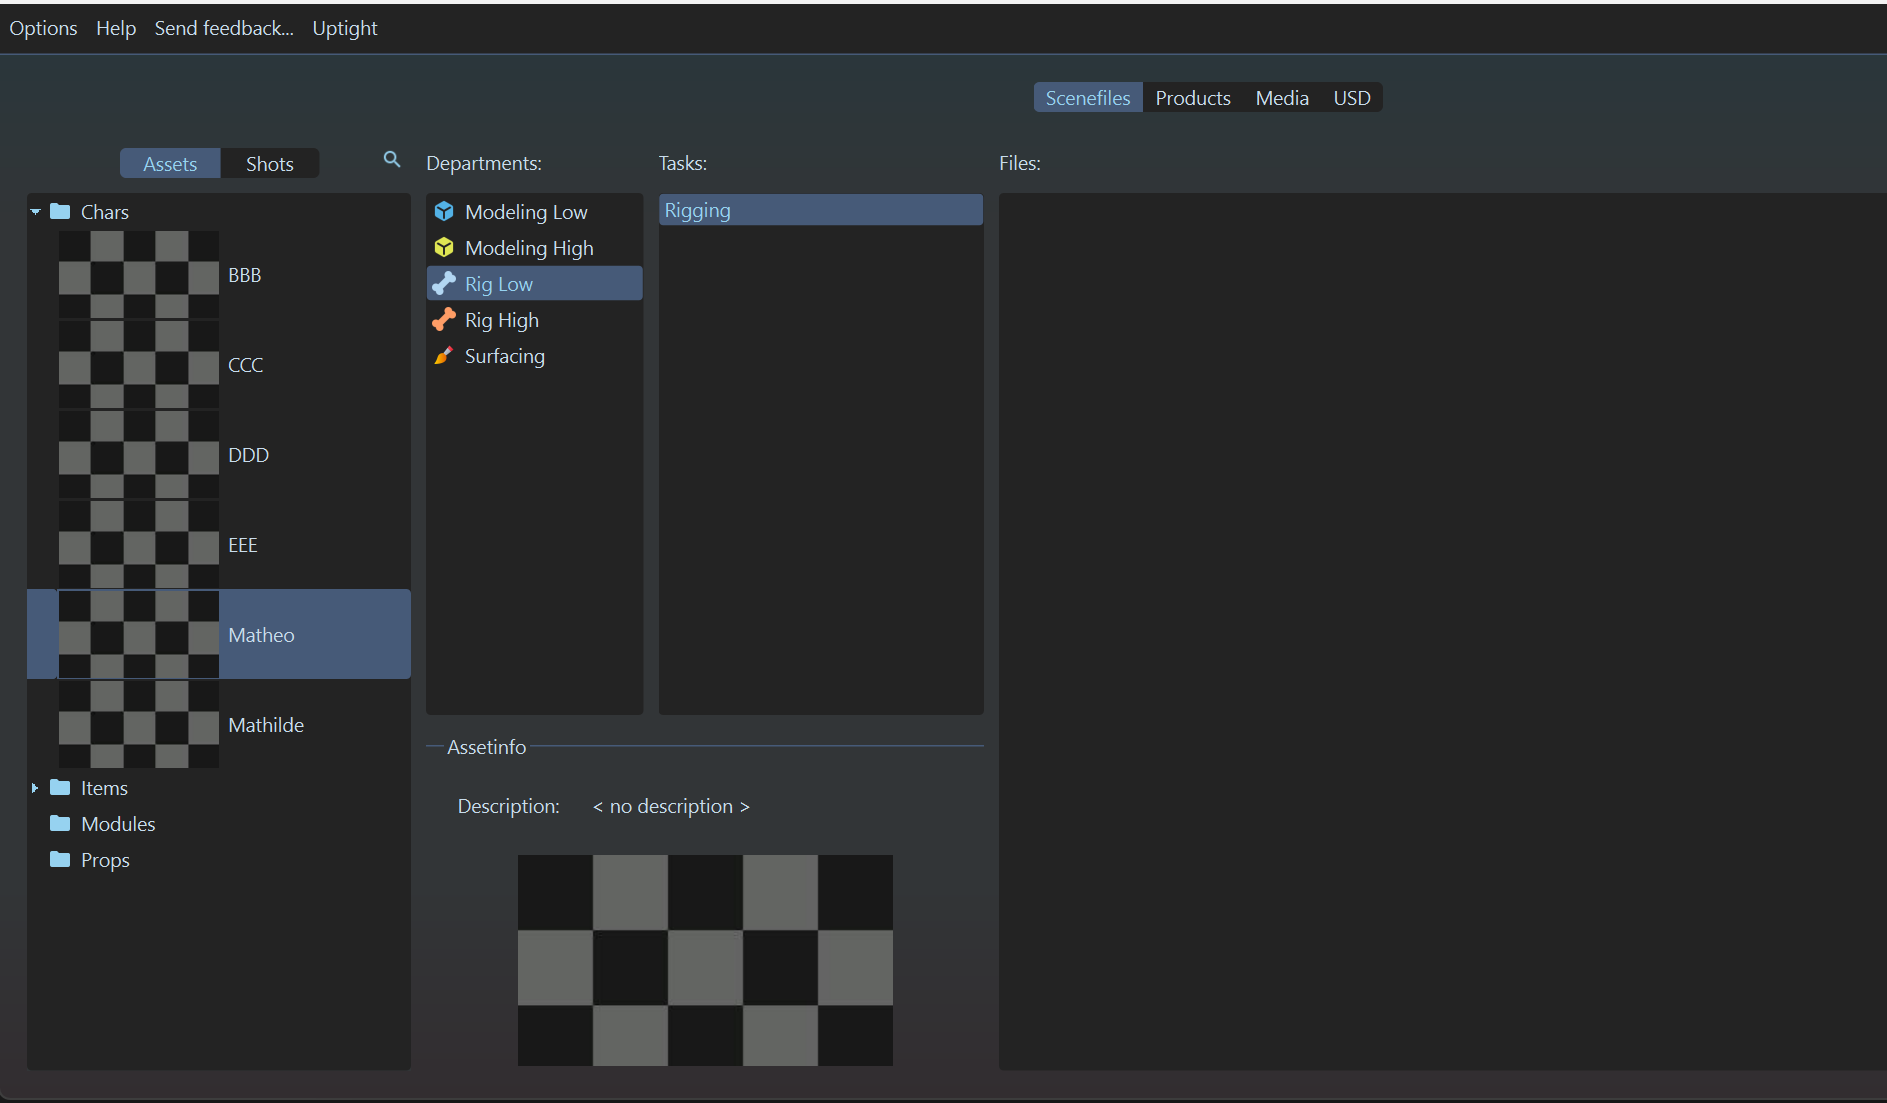 Options Help Send feedback... Uptight
Scenefiles Products Media USD
Assets Shots
Departments:
Tasks:
Files:
Chars
BBB
CCC
DDD
EEE
Matheo
Mathilde
Items
Modules
Props
Modeling Low
Modeling High
Rig Low
Rig High
Surfacing
Rigging
Assetinfo
Description: < no description >